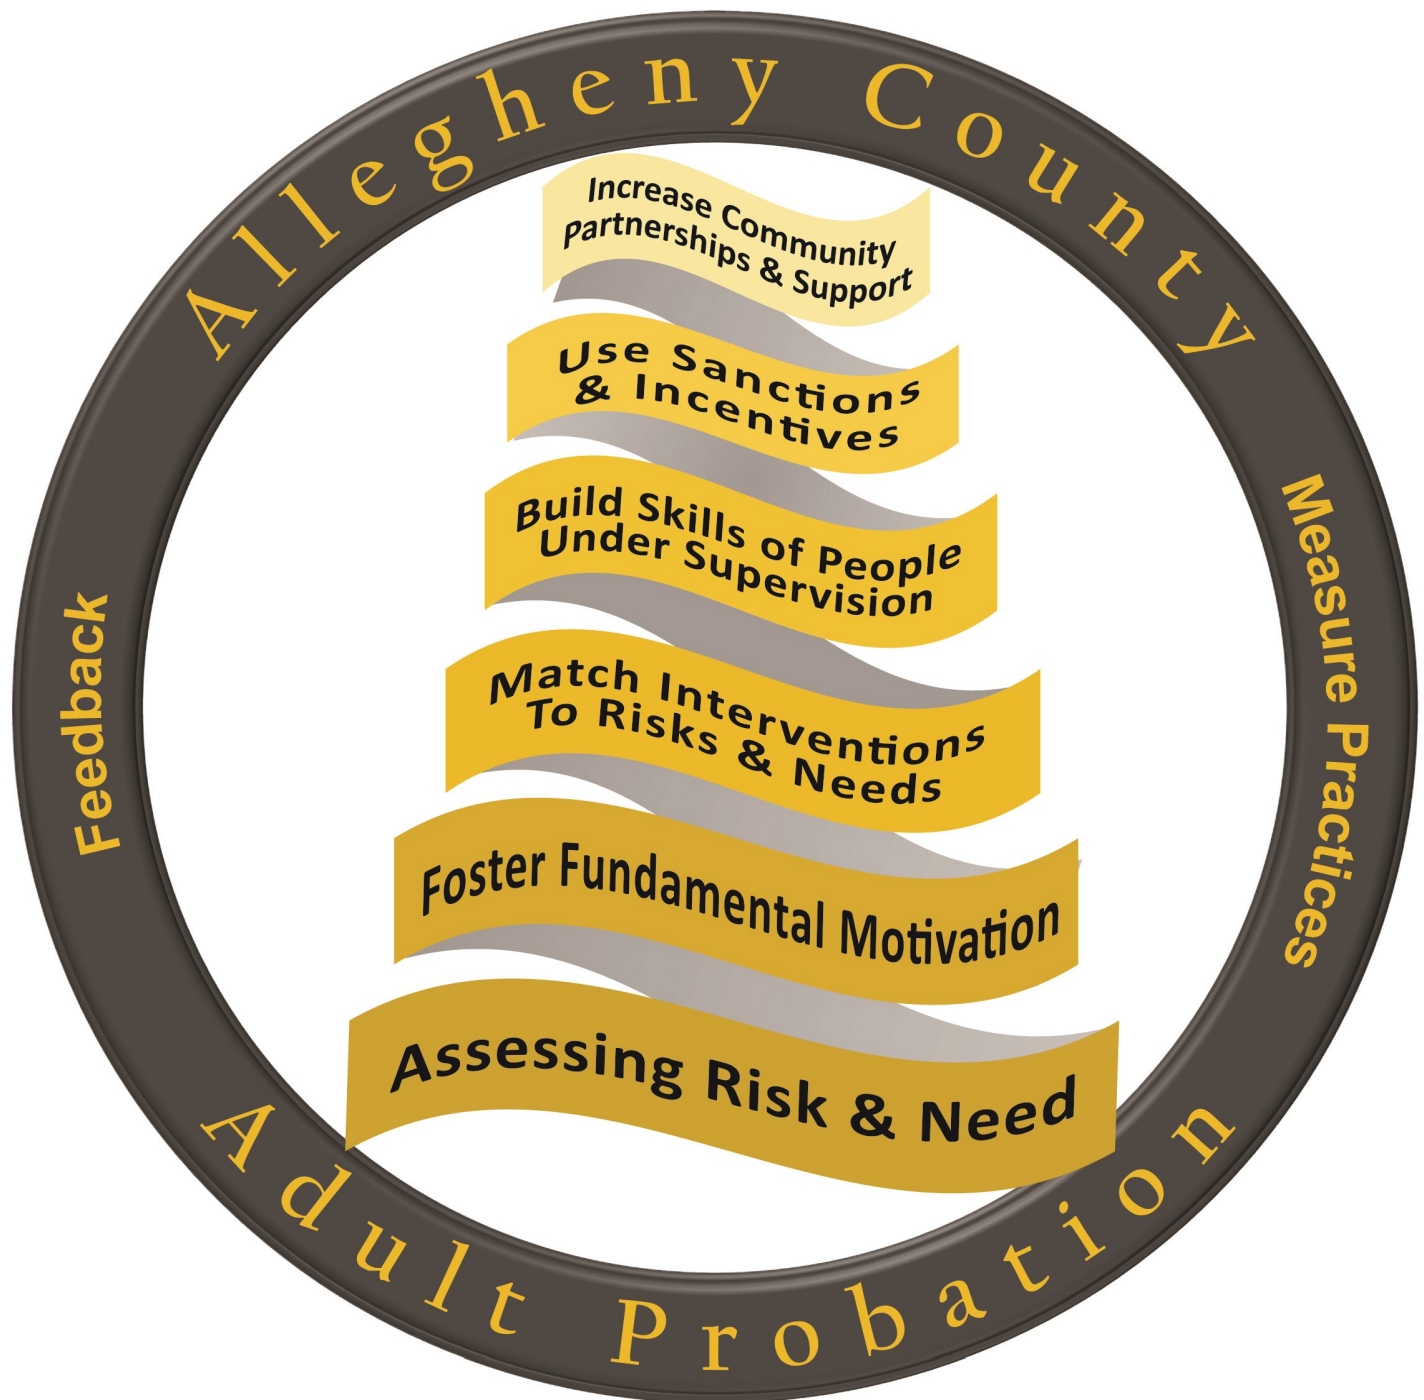 Allegheny County
Increase Community
Partnerships & Support
Use Sanctions
& Incentives
Build Skills of People
Under Supervision
Match Interventions
To Risks & Needs
Foster Fundamental Motivation
Assessing Risk & Need
Feedback
Measure Practices
Adult Probation